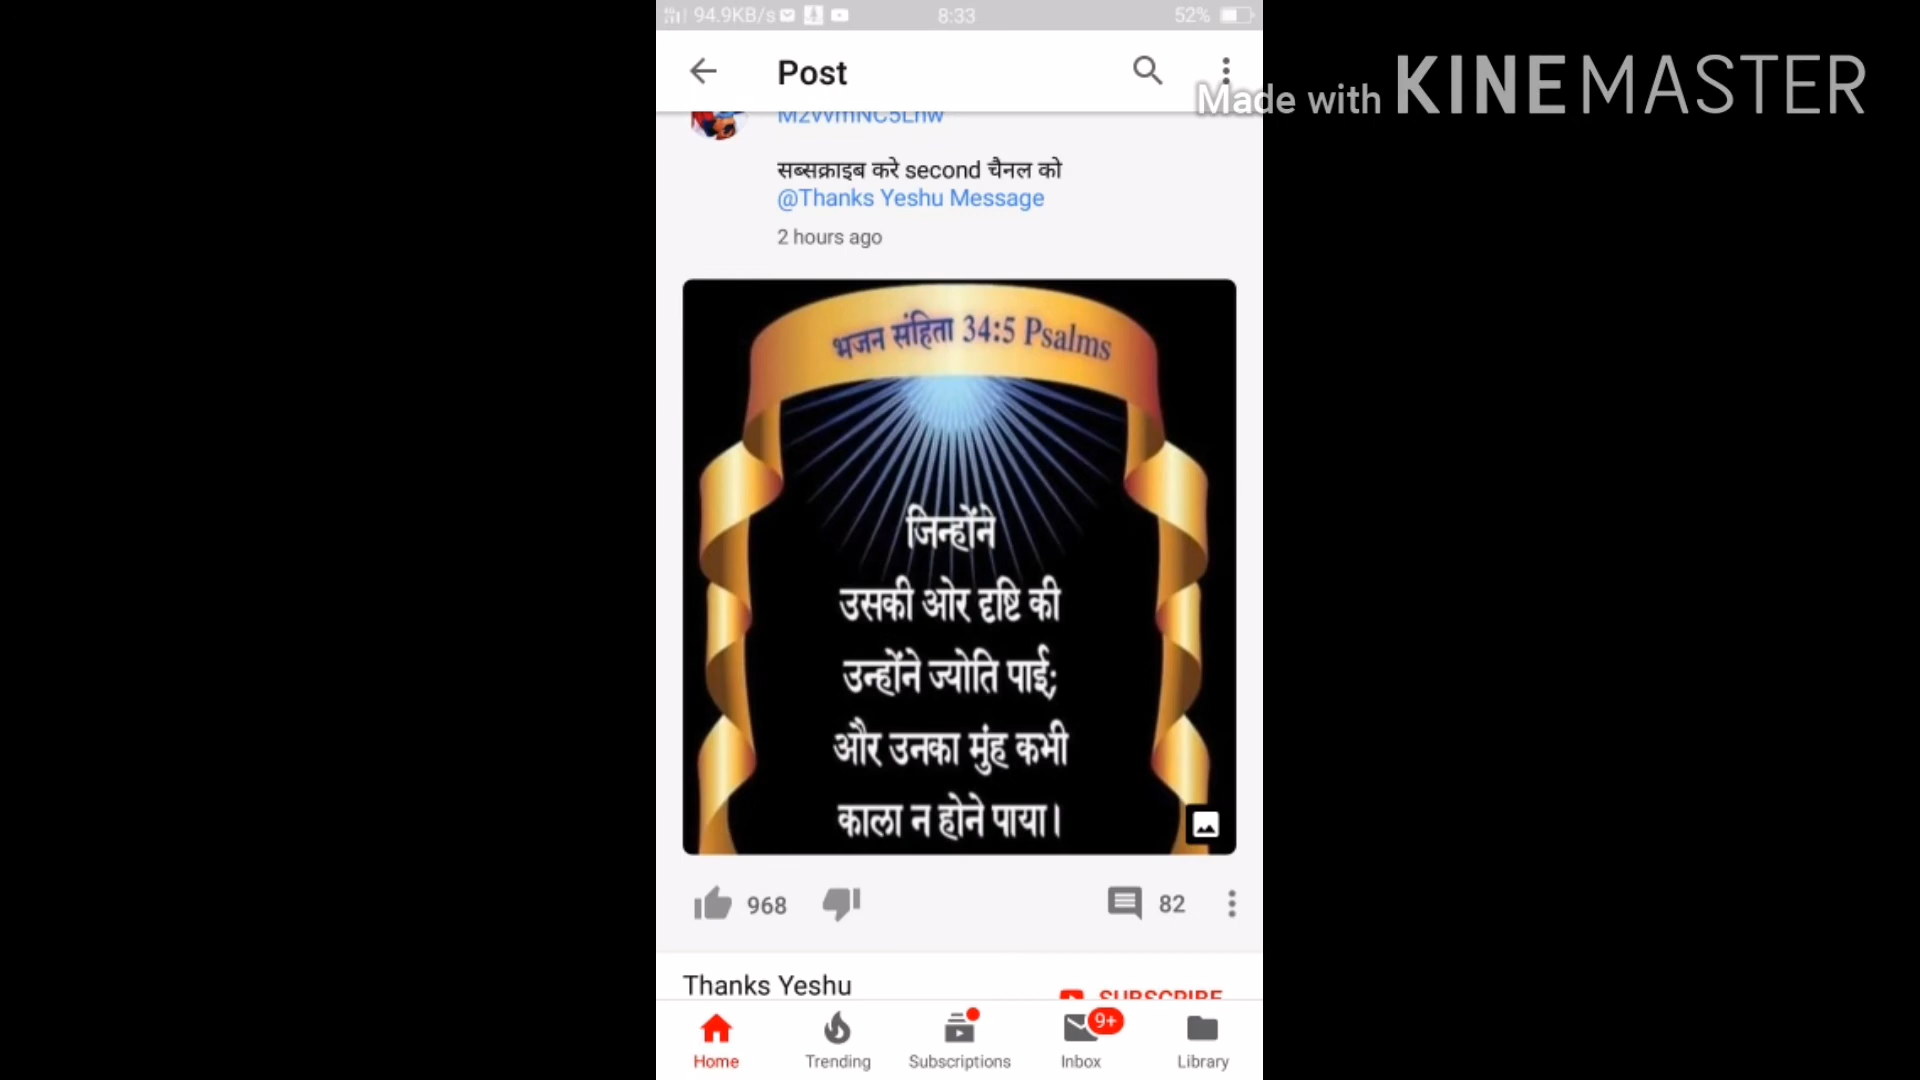 94.9KB/s 8:33 52%
Post
Made with KINEMASTER
सब्सक्राइब करे second चैनल को
@Thanks Yeshu Message
2 hours ago
भजन संहिता 34:5 Psalms
जिन्होंने
उसकी ओर दृष्टि की
उन्होंने ज्योति पाई;
और उनका मुंह कभी
काला न होने पाया।
968 82
Thanks Yeshu
SUBSCRIBE
9+
Home Trending Subscriptions Inbox Library